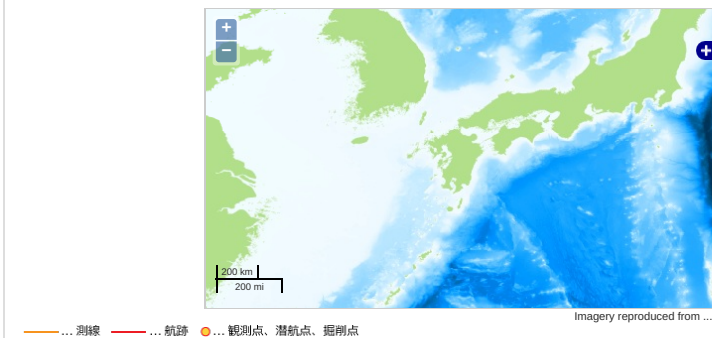 +
−
+
200 km
200 mi
Imagery reproduced from ...
... 測線 ... 航跡 ... 観測点、潜航点、掘削点